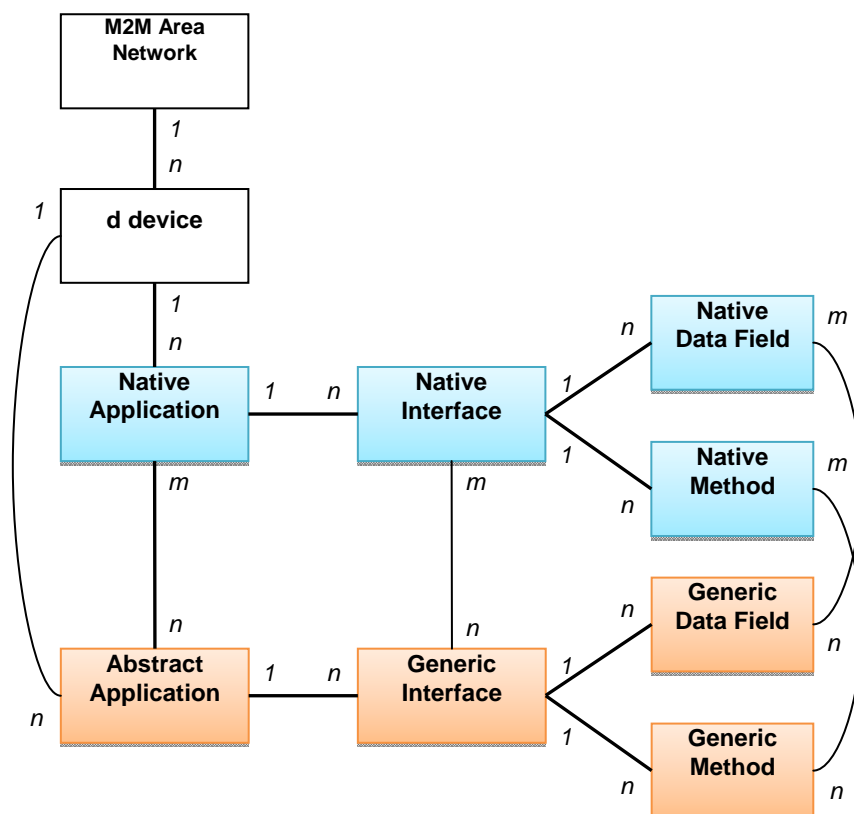 M2M Area
Network
1
n
1
d device
1
n
Native
Application
1
n
Native
Interface
1
n
Native
Data Field
m
1
n
Native
Method
m
m
m
n
n
Abstract
Application
n
1
n
Generic
Interface
1
n
Generic
Data Field
n
1
n
Generic
Method
n